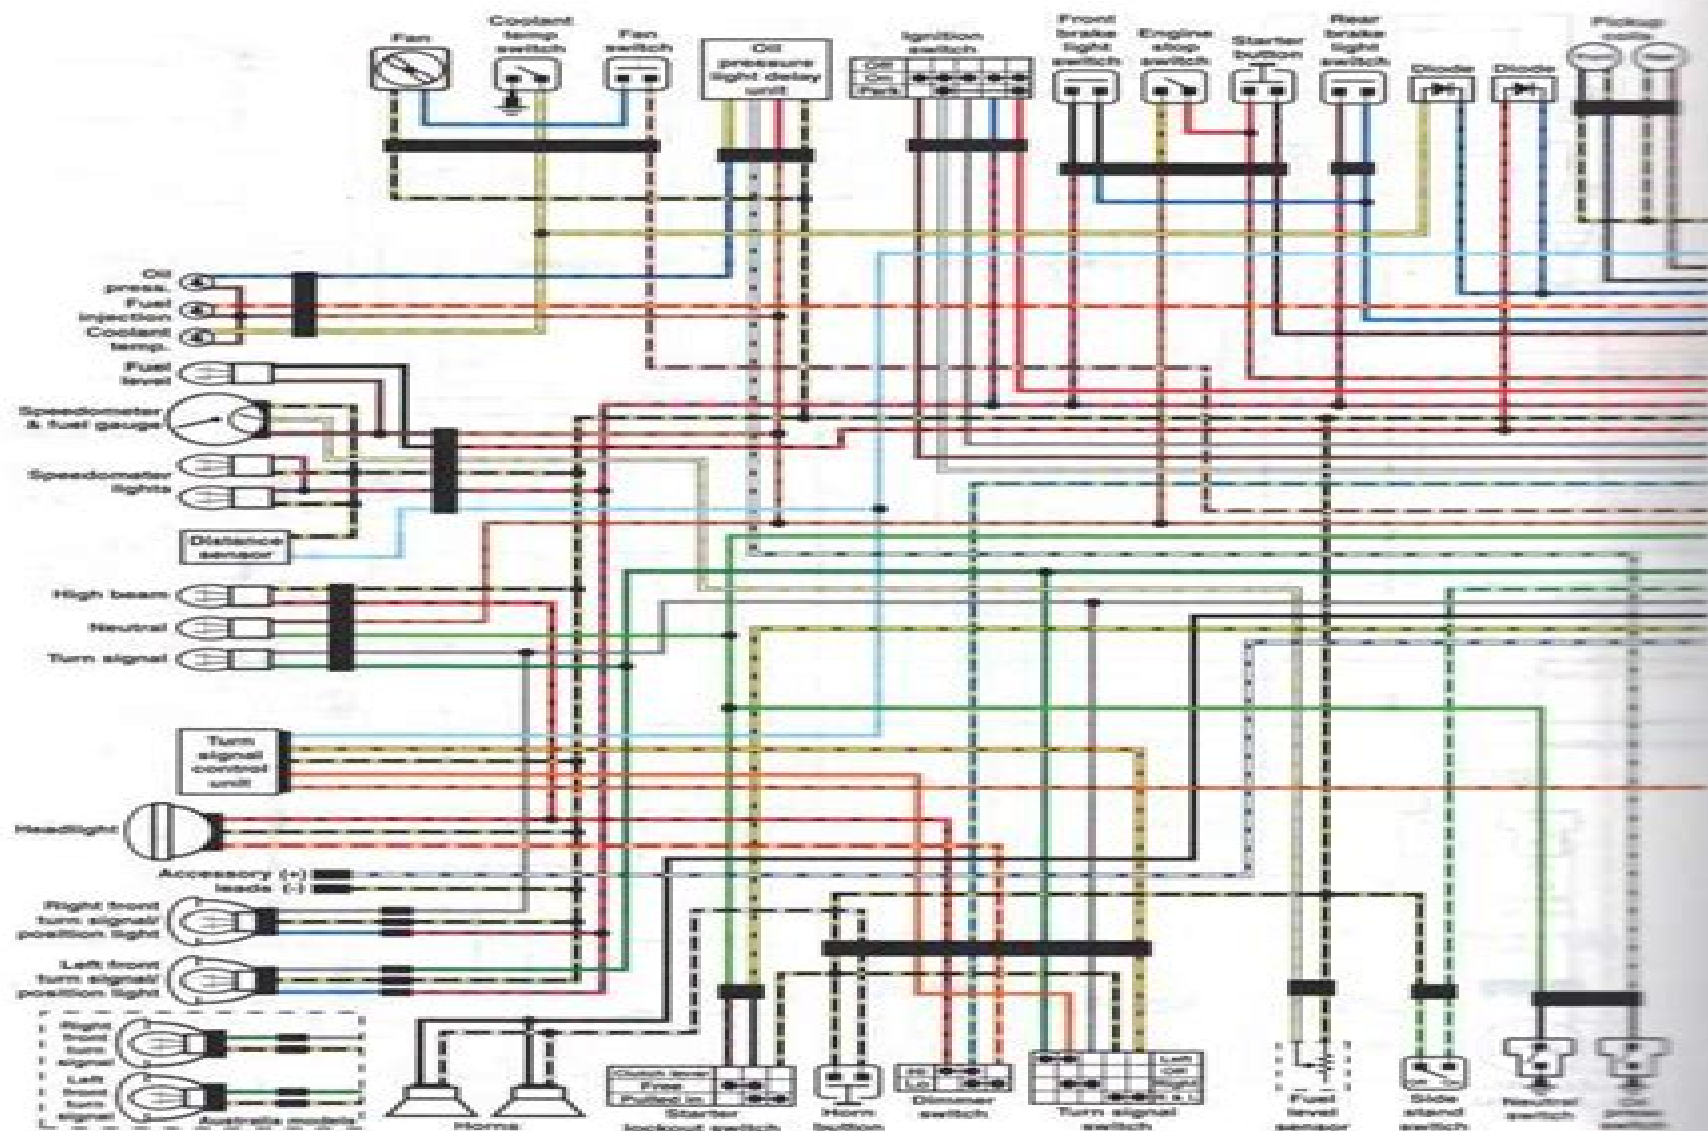 Fan
Coolant
temp
switch
Fan
switch
Oil
pressure
light delay
unit
Ignition
switch
Off
On
Park
Front
brake
light
switch
Engine
stop
switch
Starter
button
Rear
brake
light
switch
Diode
Diode
Pickup
coils
Oil
press.
Fuel
injection
Coolant
temp.
Fuel
level
Speedometer
& fuel gauge
Speedometer
lights
Distance
sensor
High beam
Neutral
Turn signal
Turn
signal
control
unit
Headlight
Accessory (+)
leads (-)
Right front
turn signal/
position light
Left front
turn signal/
position light
Right
front
turn
signal
Left
front
turn
signal
Australia models
Horns
Clutch lever
Free
Pulled in
Starter
lockout switch
Horn
button
Hi
Lo
Dimmer
switch
Left
Off
Right
Turn signal
switch
Fuel
level
sensor
Side
stand
switch
Neutral
switch
Oil
pressure
switch